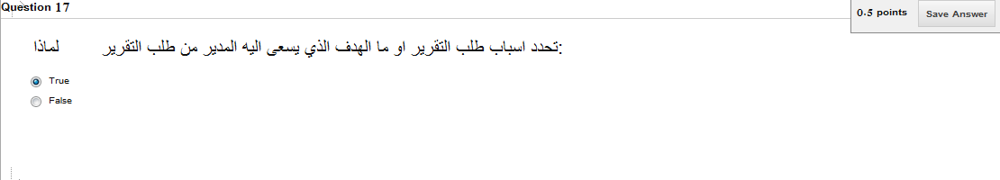 Question 17
0.5 points
Save Answer
لماذا تحدد اسباب طلب التقرير او ما الهدف الذي يسعى اليه المدير من طلب التقرير:
True
False